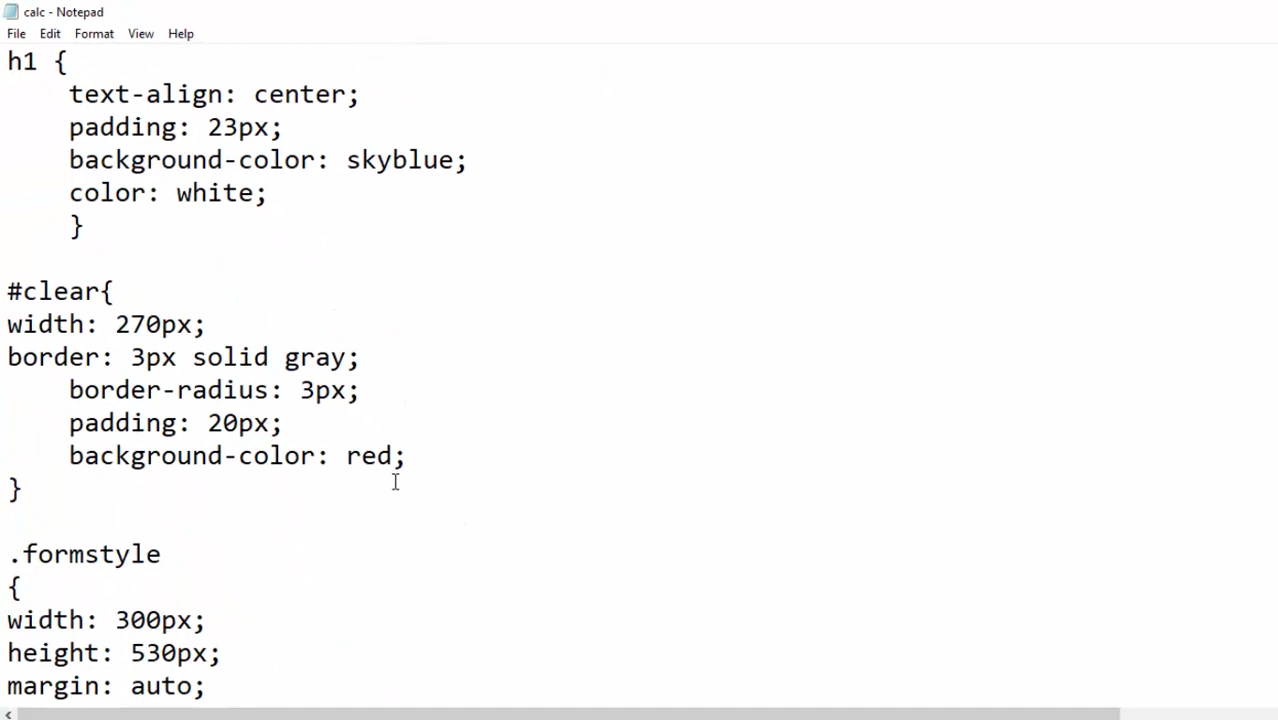 calc - Notepad
File Edit Format View Help
h1 {
    text-align: center;
    padding: 23px;
    background-color: skyblue;
    color: white;
    }

#clear{
width: 270px;
border: 3px solid gray;
    border-radius: 3px;
    padding: 20px;
    background-color: red;
}

.formstyle
{
width: 300px;
height: 530px;
margin: auto;